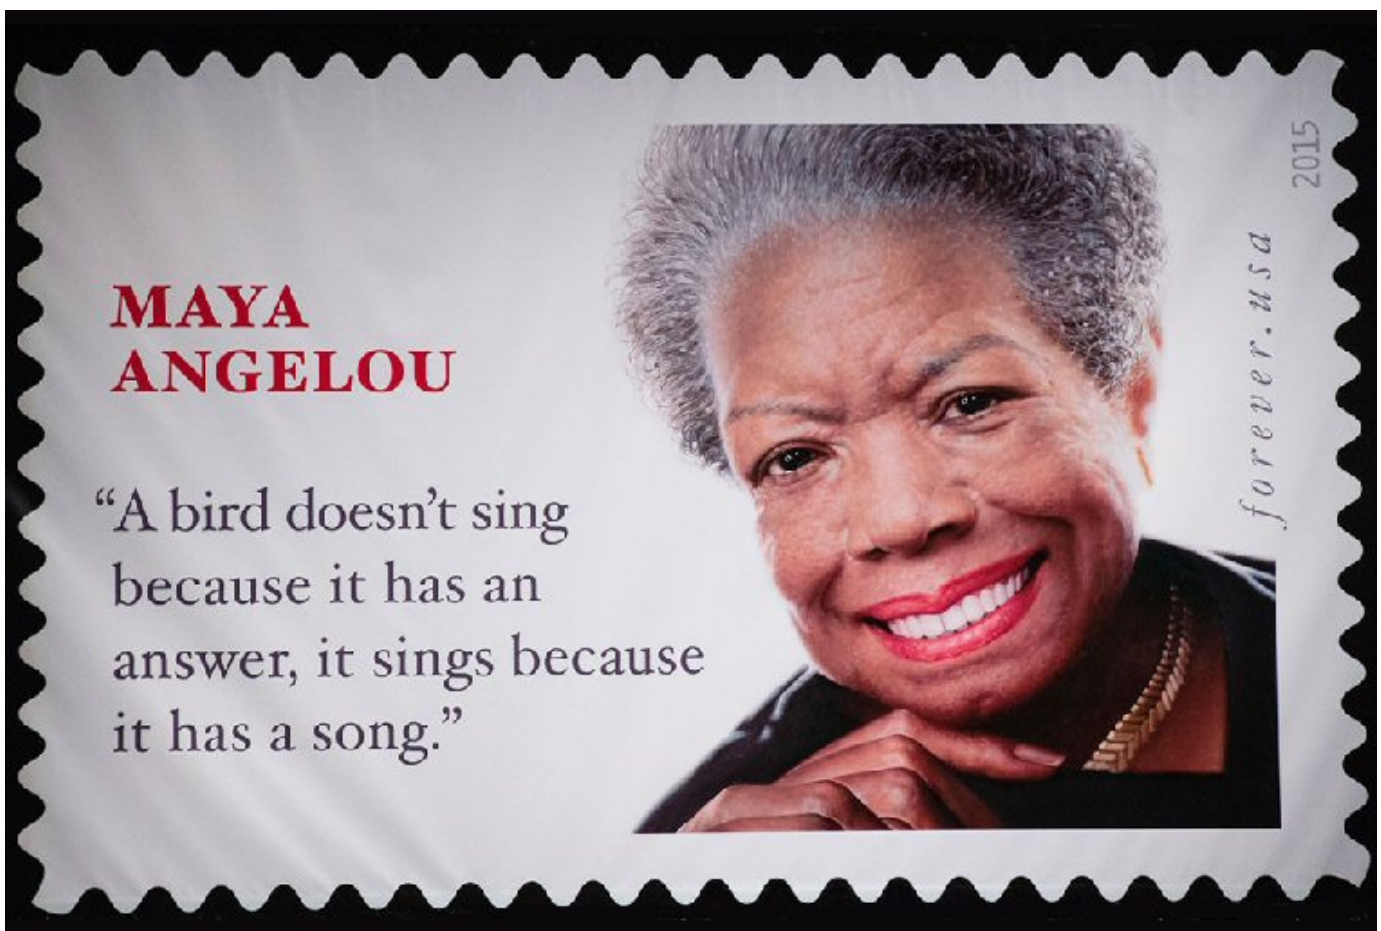 MAYA
ANGELOU
“A bird doesn’t sing
because it has an
answer, it sings because
it has a song.”
forever.usa
2015